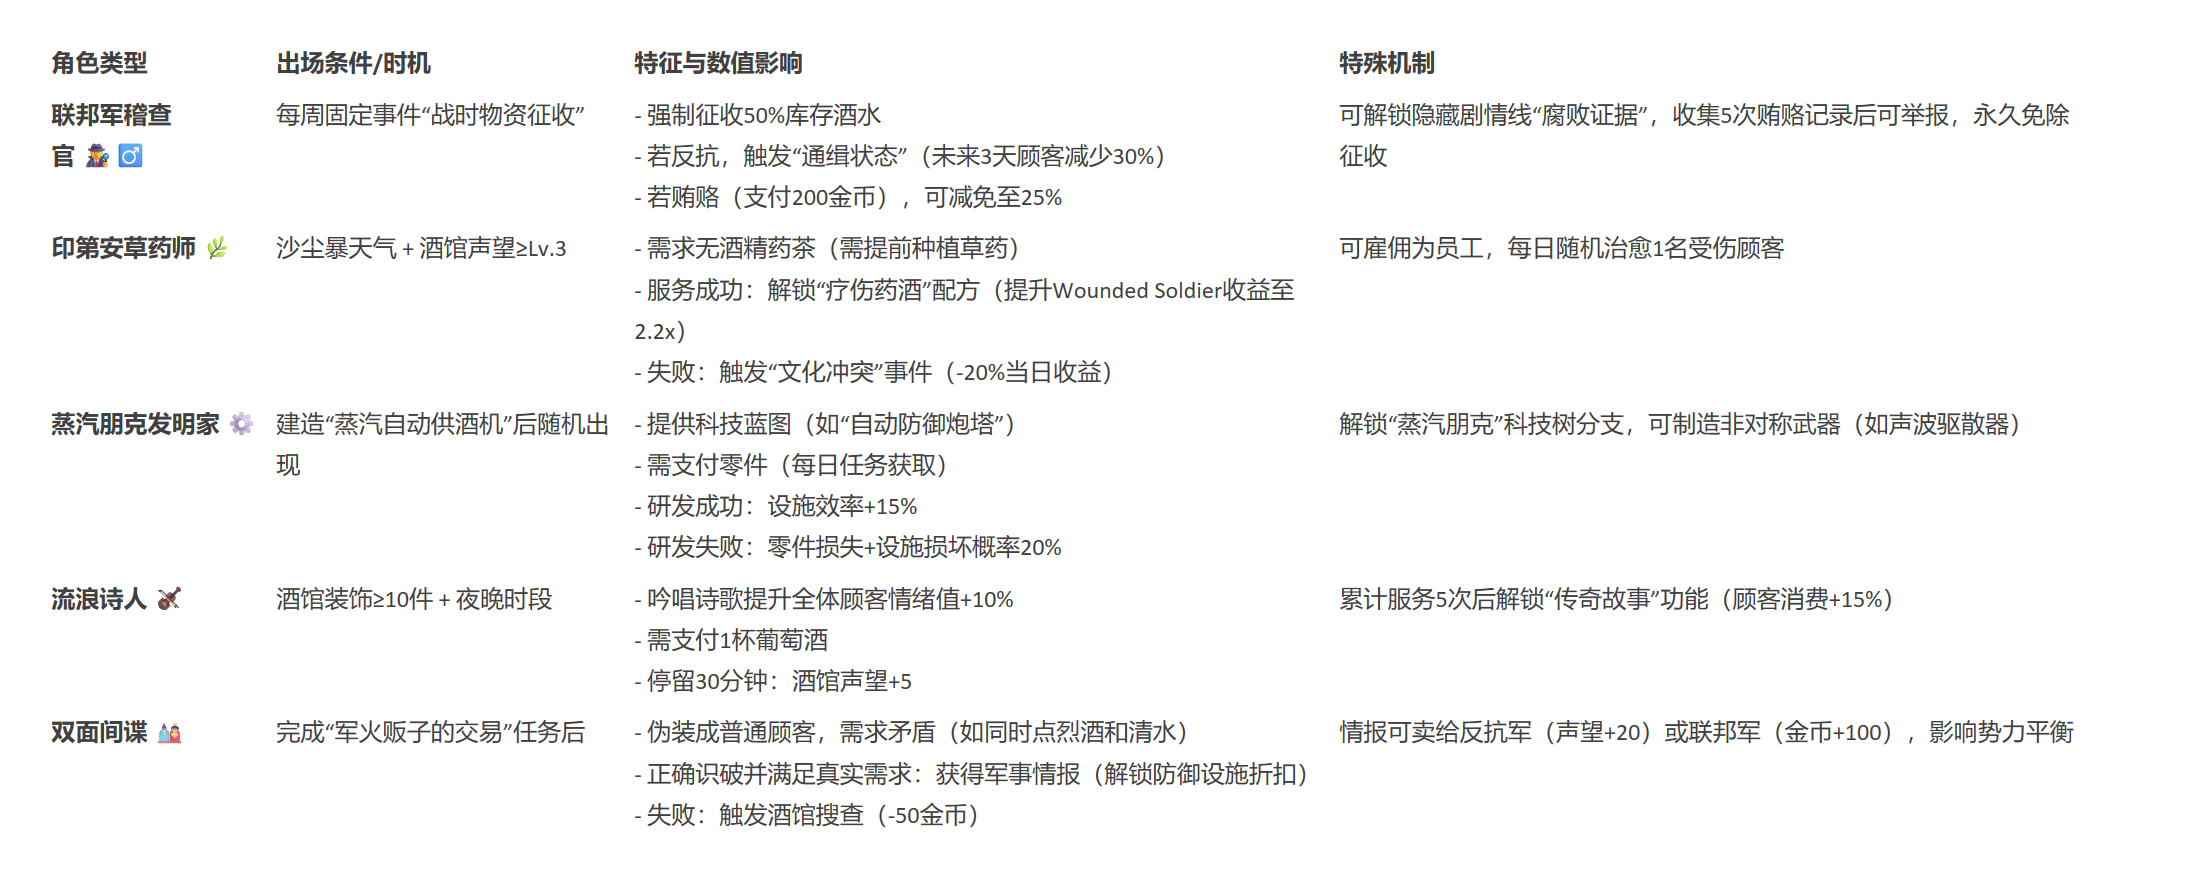 角色类型	出场条件/时机	特征与数值影响	特殊机制
联邦军稽查官 🕵️ ♂️
每周固定事件“战时物资征收”
- 强制征收50%库存酒水
- 若反抗，触发“通缉状态”（未来3天顾客减少30%）
- 若贿赂（支付200金币），可减免至25%
可解锁隐藏剧情线“腐败证据”，收集5次贿赂记录后可举报，永久免除
征收
印第安草药师 🌿
沙尘暴天气 + 酒馆声望≥Lv.3
- 需求无酒精药茶（需提前种植草药）
- 服务成功：解锁“疗伤药酒”配方（提升Wounded Soldier收益至
2.2x）
- 失败：触发“文化冲突”事件（-20%当日收益）
可雇佣为员工，每日随机治愈1名受伤顾客
蒸汽朋克发明家 ⚙️
建造“蒸汽自动供酒机”后随机出
现
- 提供科技蓝图（如“自动防御炮塔”）
- 需支付零件（每日任务获取）
- 研发成功：设施效率+15%
- 研发失败：零件损失+设施损坏概率20%
解锁“蒸汽朋克”科技树分支，可制造非对称武器（如声波驱散器）
流浪诗人 🎻
酒馆装饰≥10件 + 夜晚时段
- 吟唱诗歌提升全体顾客情绪值+10%
- 需支付1杯葡萄酒
- 停留30分钟：酒馆声望+5
累计服务5次后解锁“传奇故事”功能（顾客消费+15%）
双面间谍 🎎
完成“军火贩子的交易”任务后
- 伪装成普通顾客，需求矛盾（如同时点烈酒和清水）
- 正确识破并满足真实需求：获得军事情报（解锁防御设施折扣）
- 失败：触发酒馆搜查（-50金币）
情报可卖给反抗军（声望+20）或联邦军（金币+100），影响势力平衡